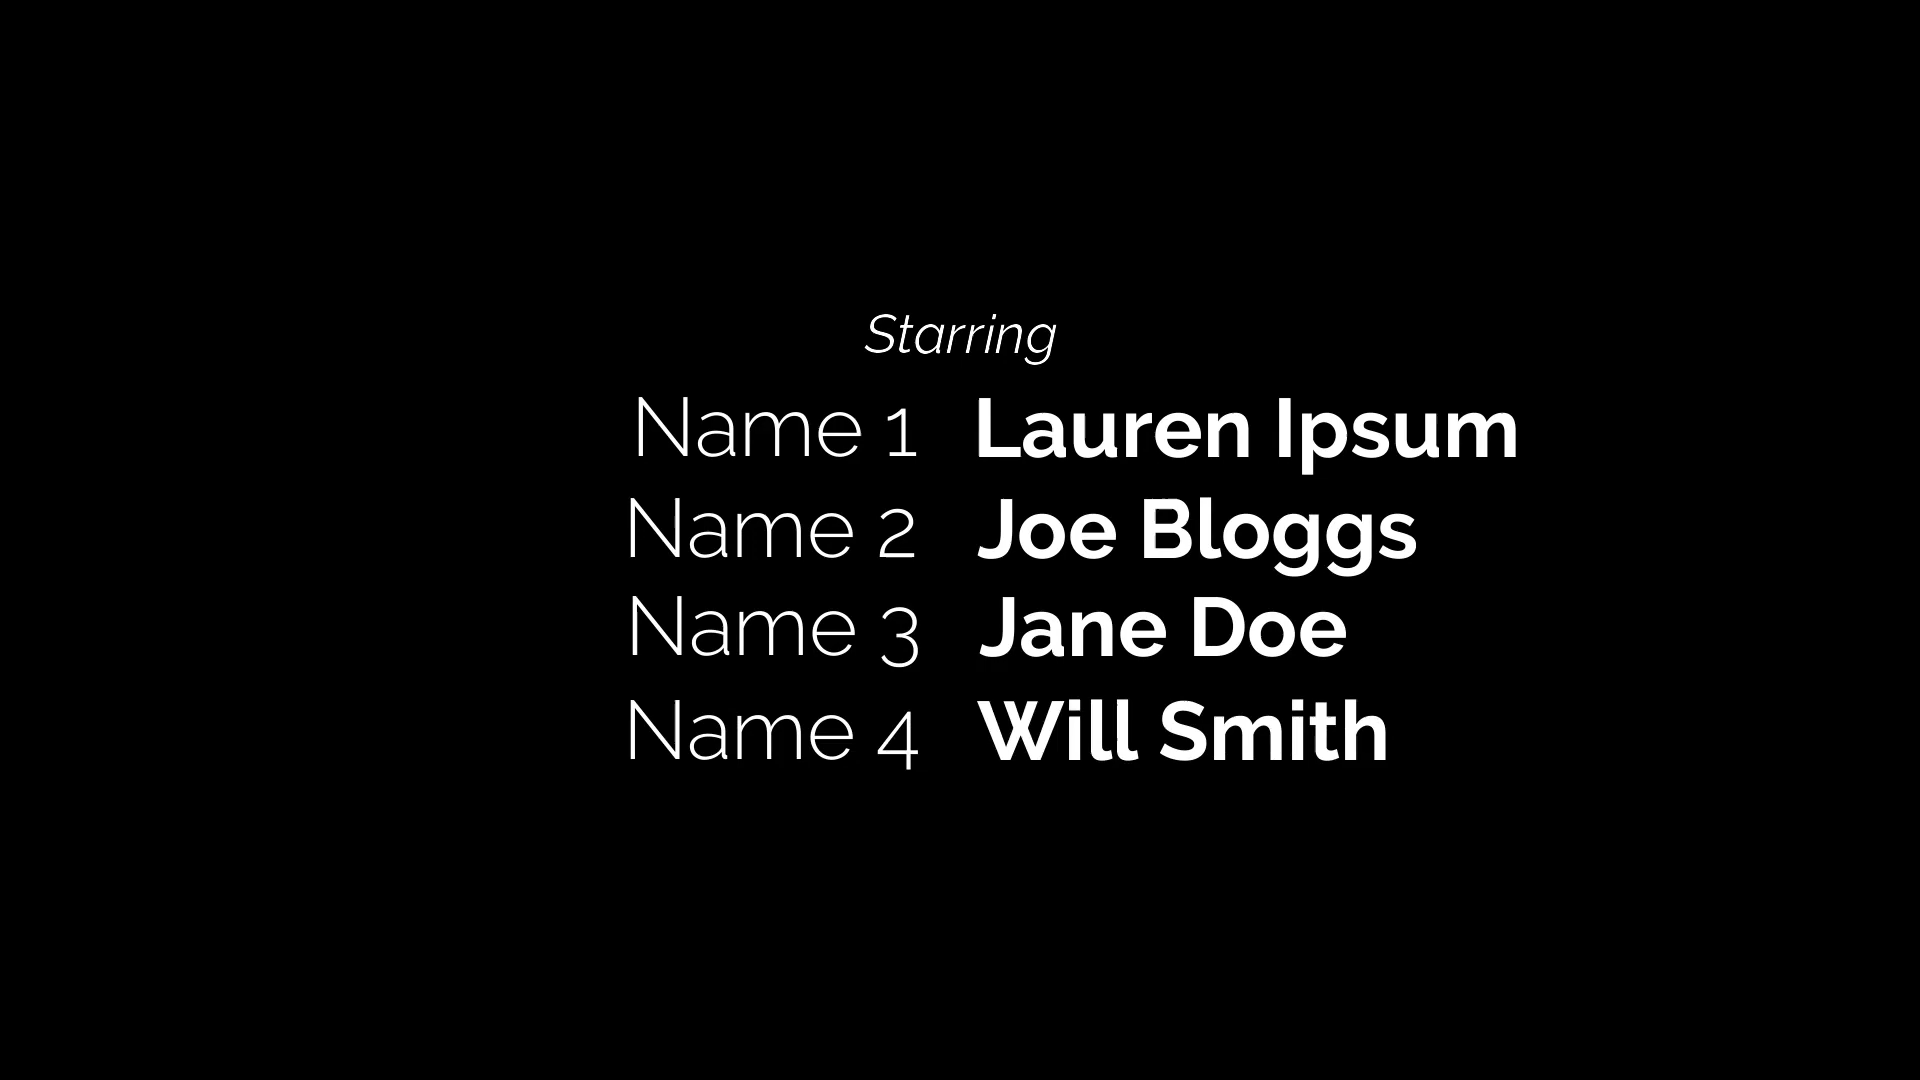 Starring
Name 1 Lauren Ipsum
Name 2 Joe Bloggs
Name 3 Jane Doe
Name 4 Will Smith